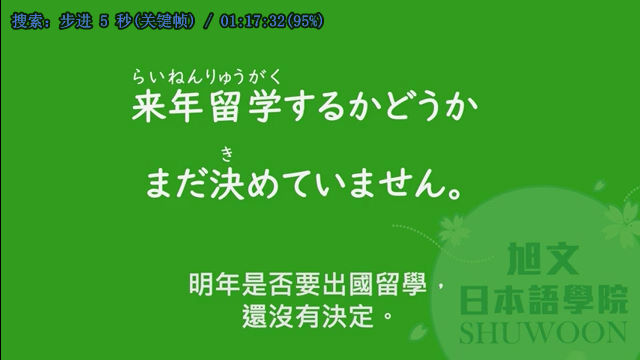 搜索: 步进 5 秒(关键帧) / 01:17:32(95%)
らいねんりゅうがく
来年留学するかどうか
き
まだ決めていません。
明年是否要出國留學，
還沒有決定。
旭文
日本語學院
SHUWOON